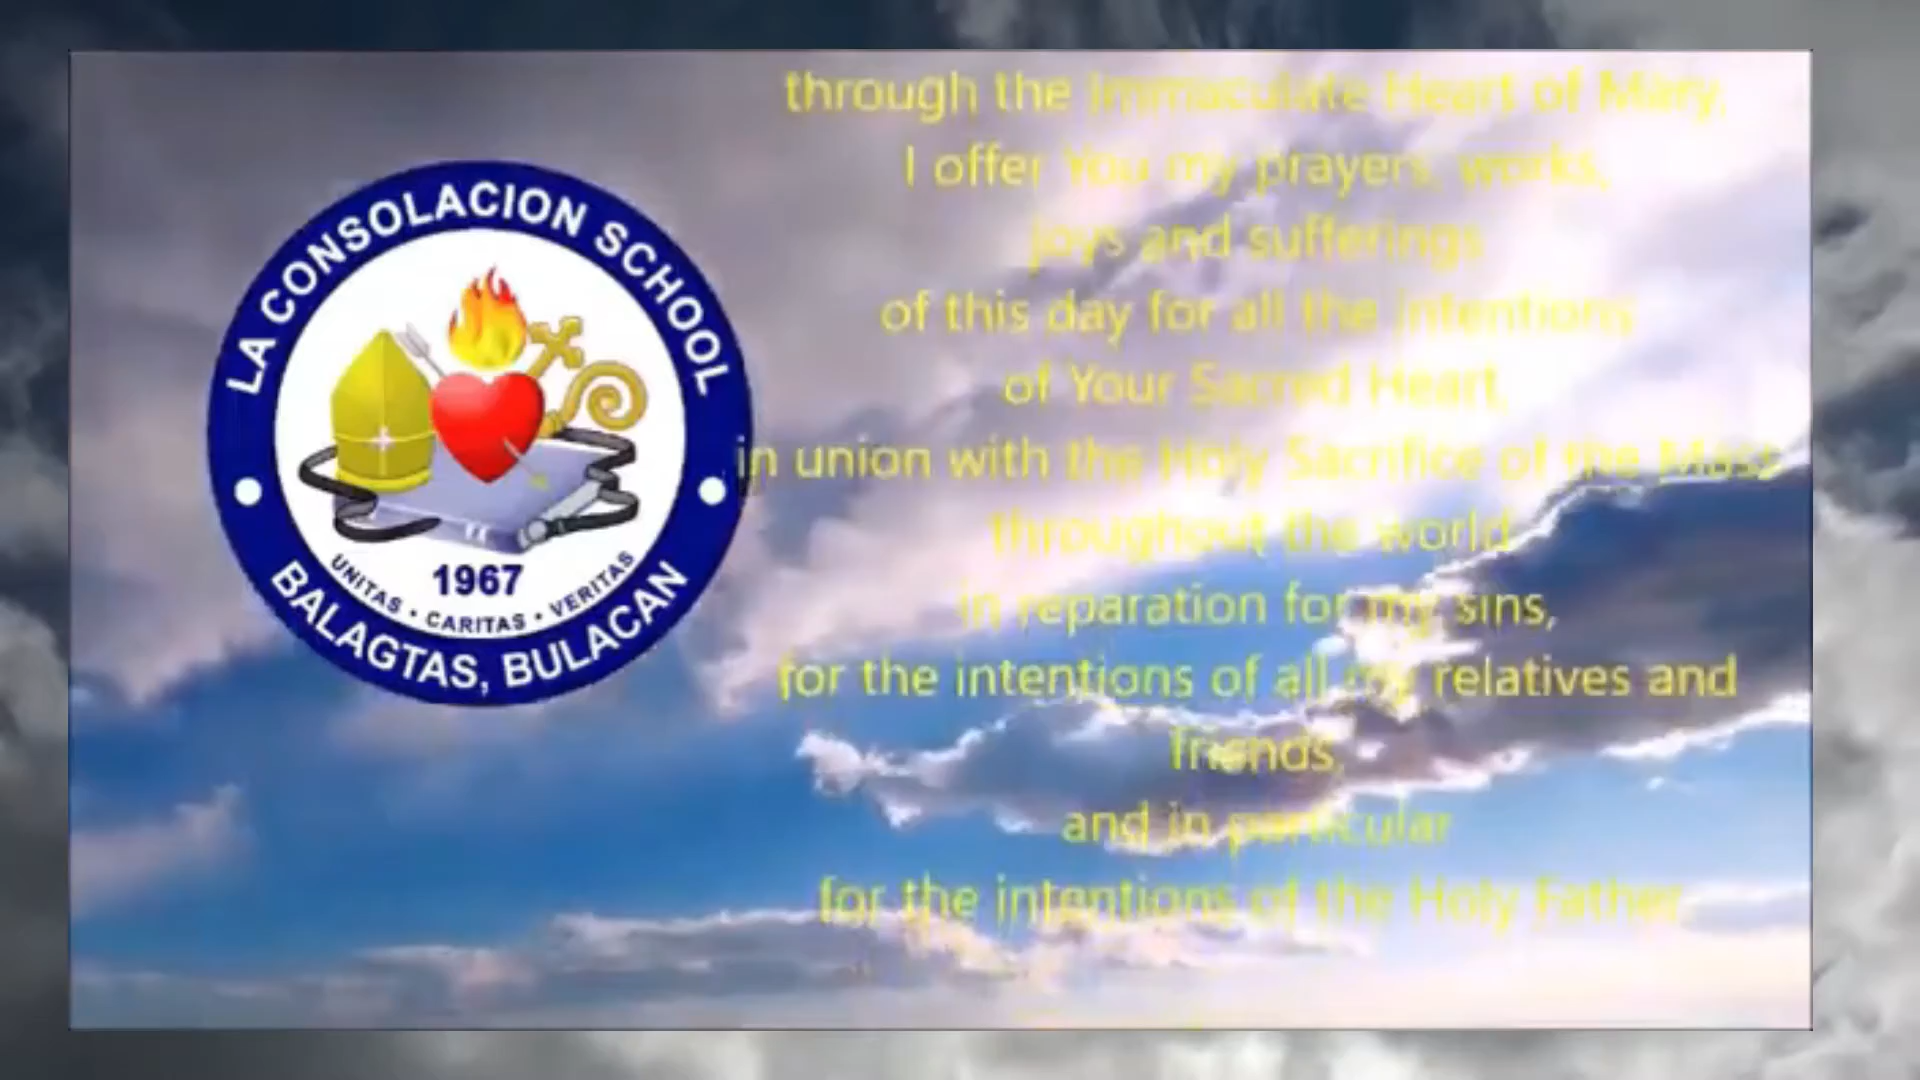 LA CONSOLACION SCHOOL
1967
UNITAS • CARITAS • VERITAS
BALAGTAS, BULACAN
through the Immaculate Heart of Mary,
I offer You my prayers, works,
joys and sufferings
of this day for all the intentions
of Your Sacred Heart,
in union with the Holy Sacrifice of the Mass
throughout the world,
in reparation for my sins,
for the intentions of all my relatives and
friends,
and in particular
for the intentions of the Holy Father.